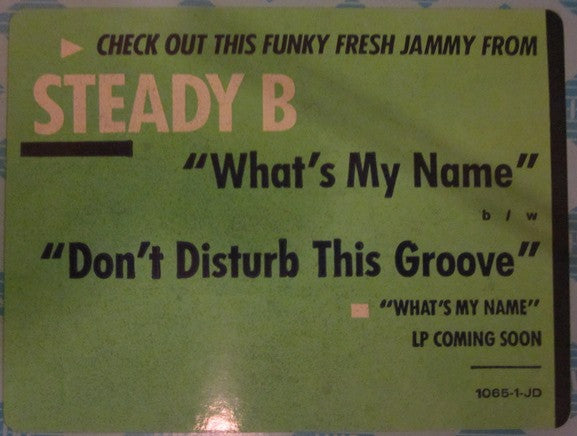 CHECK OUT THIS FUNKY FRESH JAMMY FROM
STEADY B
"What's My Name"
b / w
"Don't Disturb This Groove"
"WHAT'S MY NAME"
LP COMING SOON
1065-1-JD